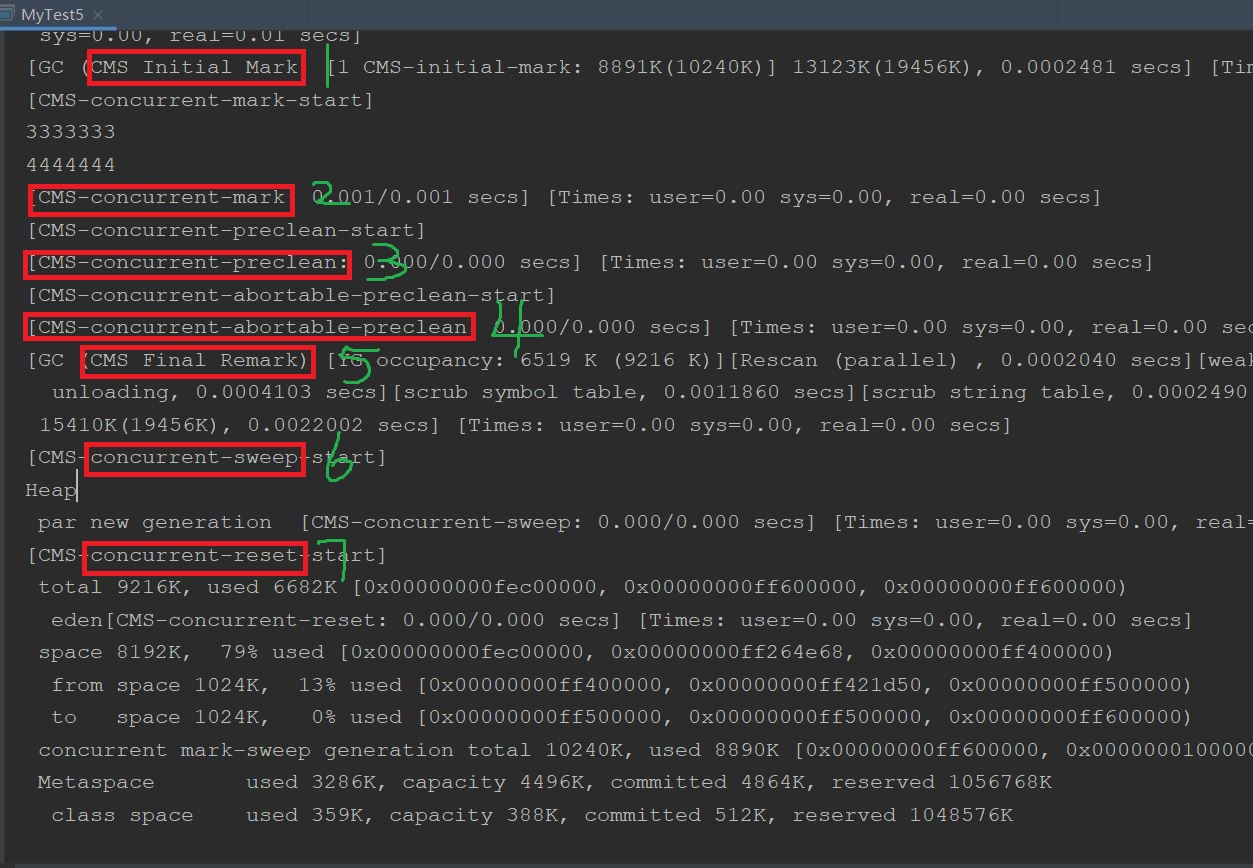 MyTest5
sys=0.00, real=0.01 secs]
[GC (CMS Initial Mark [1 CMS-initial-mark: 8891K(10240K)] 13123K(19456K), 0.0002481 secs] [Tim
1
[CMS-concurrent-mark-start]
3333333
4444444
[CMS-concurrent-mark 0.001/0.001 secs] [Times: user=0.00 sys=0.00, real=0.00 secs]
2
[CMS-concurrent-preclean-start]
[CMS-concurrent-preclean: 0.000/0.000 secs] [Times: user=0.00 sys=0.00, real=0.00 secs]
3
[CMS-concurrent-abortable-preclean-start]
[CMS-concurrent-abortable-preclean 0.000/0.000 secs] [Times: user=0.00 sys=0.00, real=0.00 se
4
[GC (CMS Final Remark) [YG occupancy: 6519 K (9216 K)][Rescan (parallel) , 0.0002040 secs][wea
5
unloading, 0.0004103 secs][scrub symbol table, 0.0011860 secs][scrub string table, 0.0002490
15410K(19456K), 0.0022002 secs] [Times: user=0.00 sys=0.00, real=0.00 secs]
[CMS-concurrent-sweep-start]
6
Heap
par new generation [CMS-concurrent-sweep: 0.000/0.000 secs] [Times: user=0.00 sys=0.00, real=
[CMS-concurrent-reset-start]
7
total 9216K, used 6682K [0x00000000fec00000, 0x00000000ff600000, 0x00000000ff600000)
eden[CMS-concurrent-reset: 0.000/0.000 secs] [Times: user=0.00 sys=0.00, real=0.00 secs]
space 8192K, 79% used [0x00000000fec00000, 0x00000000ff264e68, 0x00000000ff400000)
from space 1024K, 13% used [0x00000000ff400000, 0x00000000ff421d50, 0x00000000ff500000)
to space 1024K, 0% used [0x00000000ff500000, 0x00000000ff500000, 0x00000000ff600000)
concurrent mark-sweep generation total 10240K, used 8890K [0x00000000ff600000, 0x0000000100000
Metaspace used 3286K, capacity 4496K, committed 4864K, reserved 1056768K
class space used 359K, capacity 388K, committed 512K, reserved 1048576K